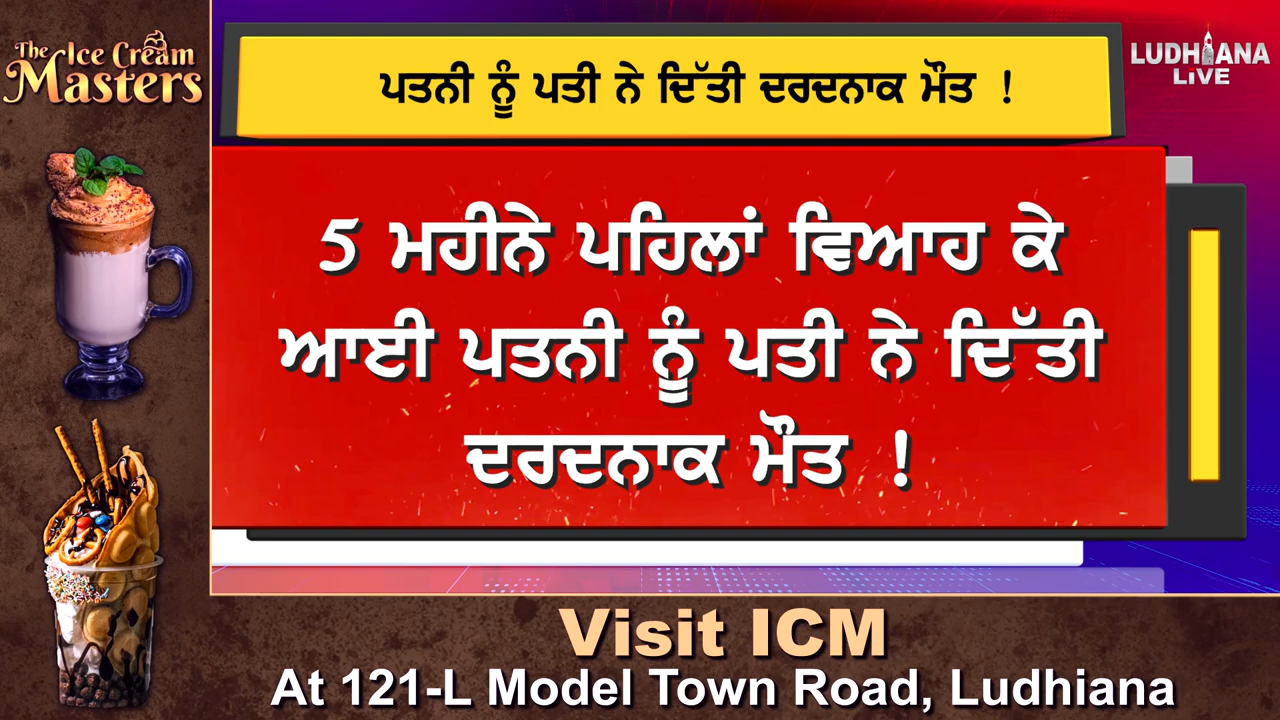 The Ice Cream
Masters
ਪਤਨੀ ਨੂੰ ਪਤੀ ਨੇ ਦਿੱਤੀ ਦਰਦਨਾਕ ਮੌਤ !
LUDHIANA
LiVE
5 ਮਹੀਨੇ ਪਹਿਲਾਂ ਵਿਆਹ ਕੇ
ਆਈ ਪਤਨੀ ਨੂੰ ਪਤੀ ਨੇ ਦਿੱਤੀ
ਦਰਦਨਾਕ ਮੌਤ !
Visit ICM
At 121-L Model Town Road, Ludhiana